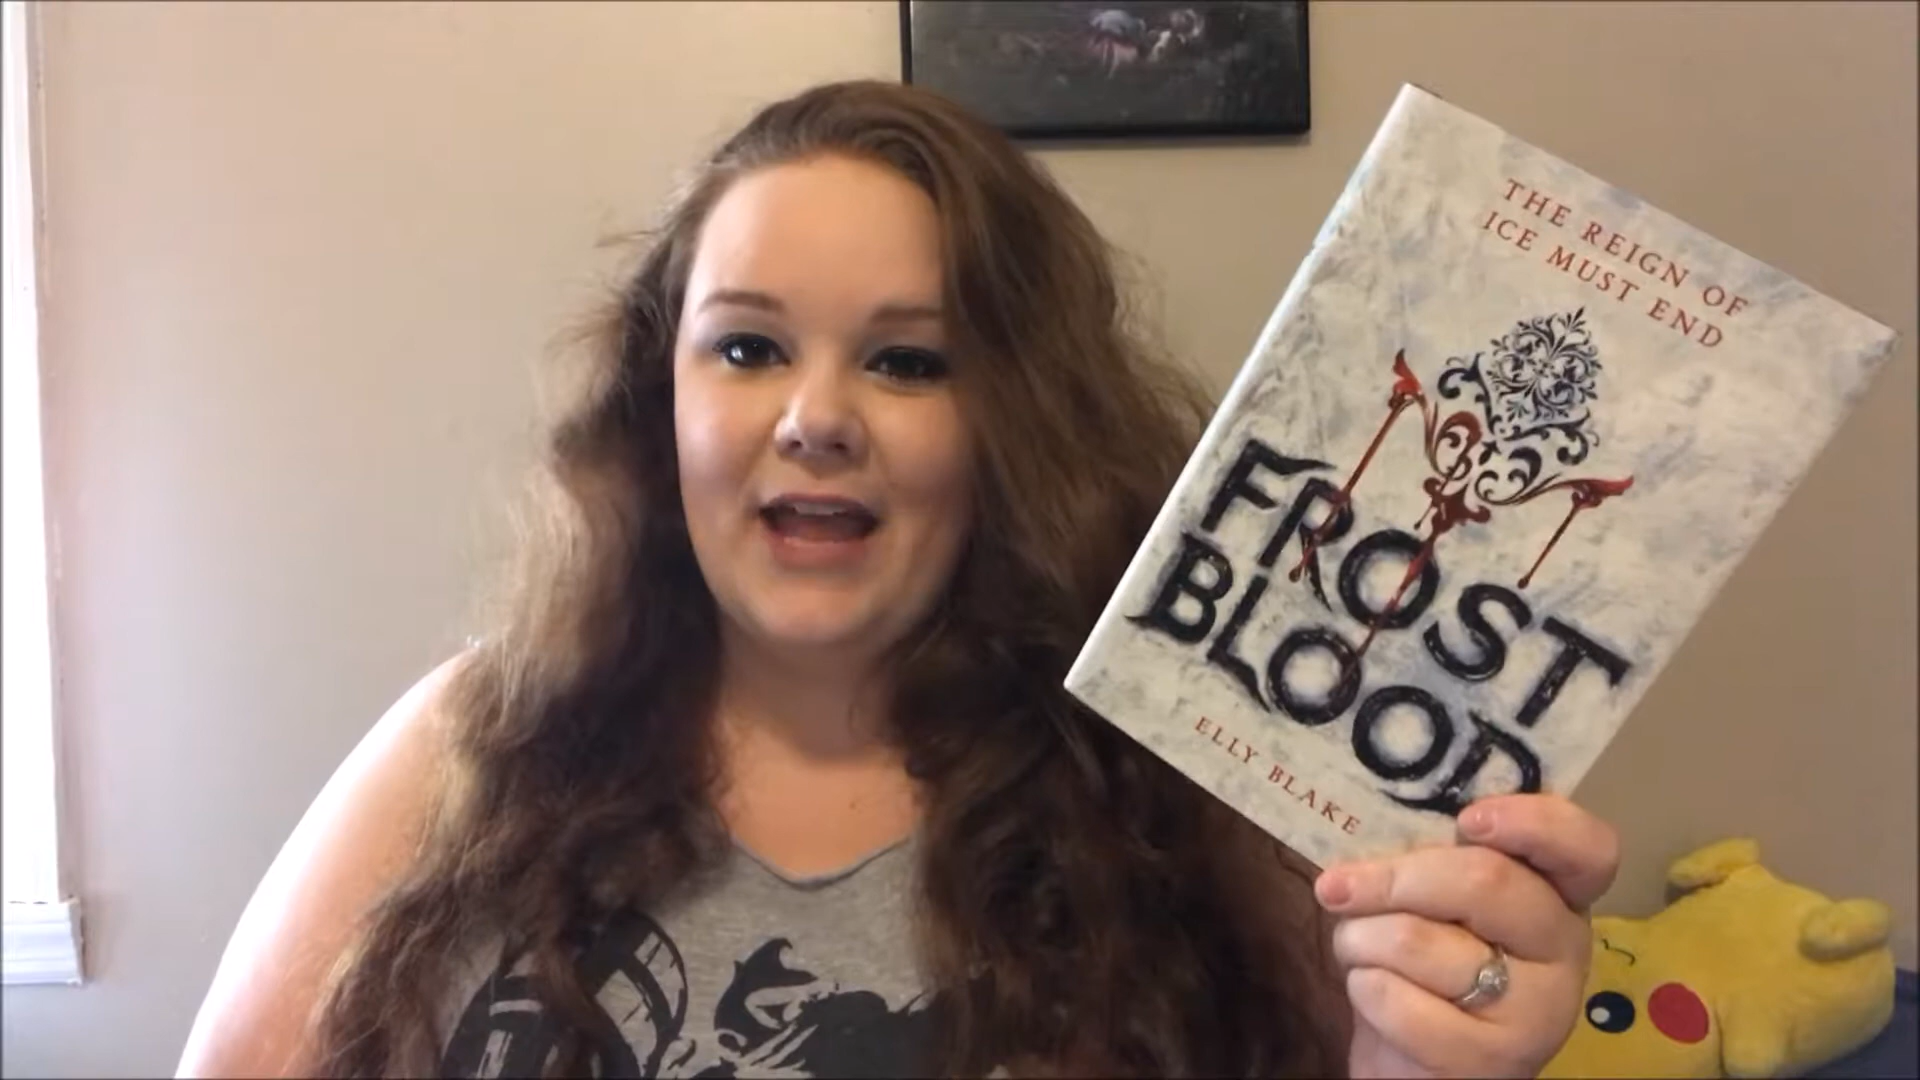 THE REIGN OF
ICE MUST END
FROST
BLOOD
ELLY BLAKE